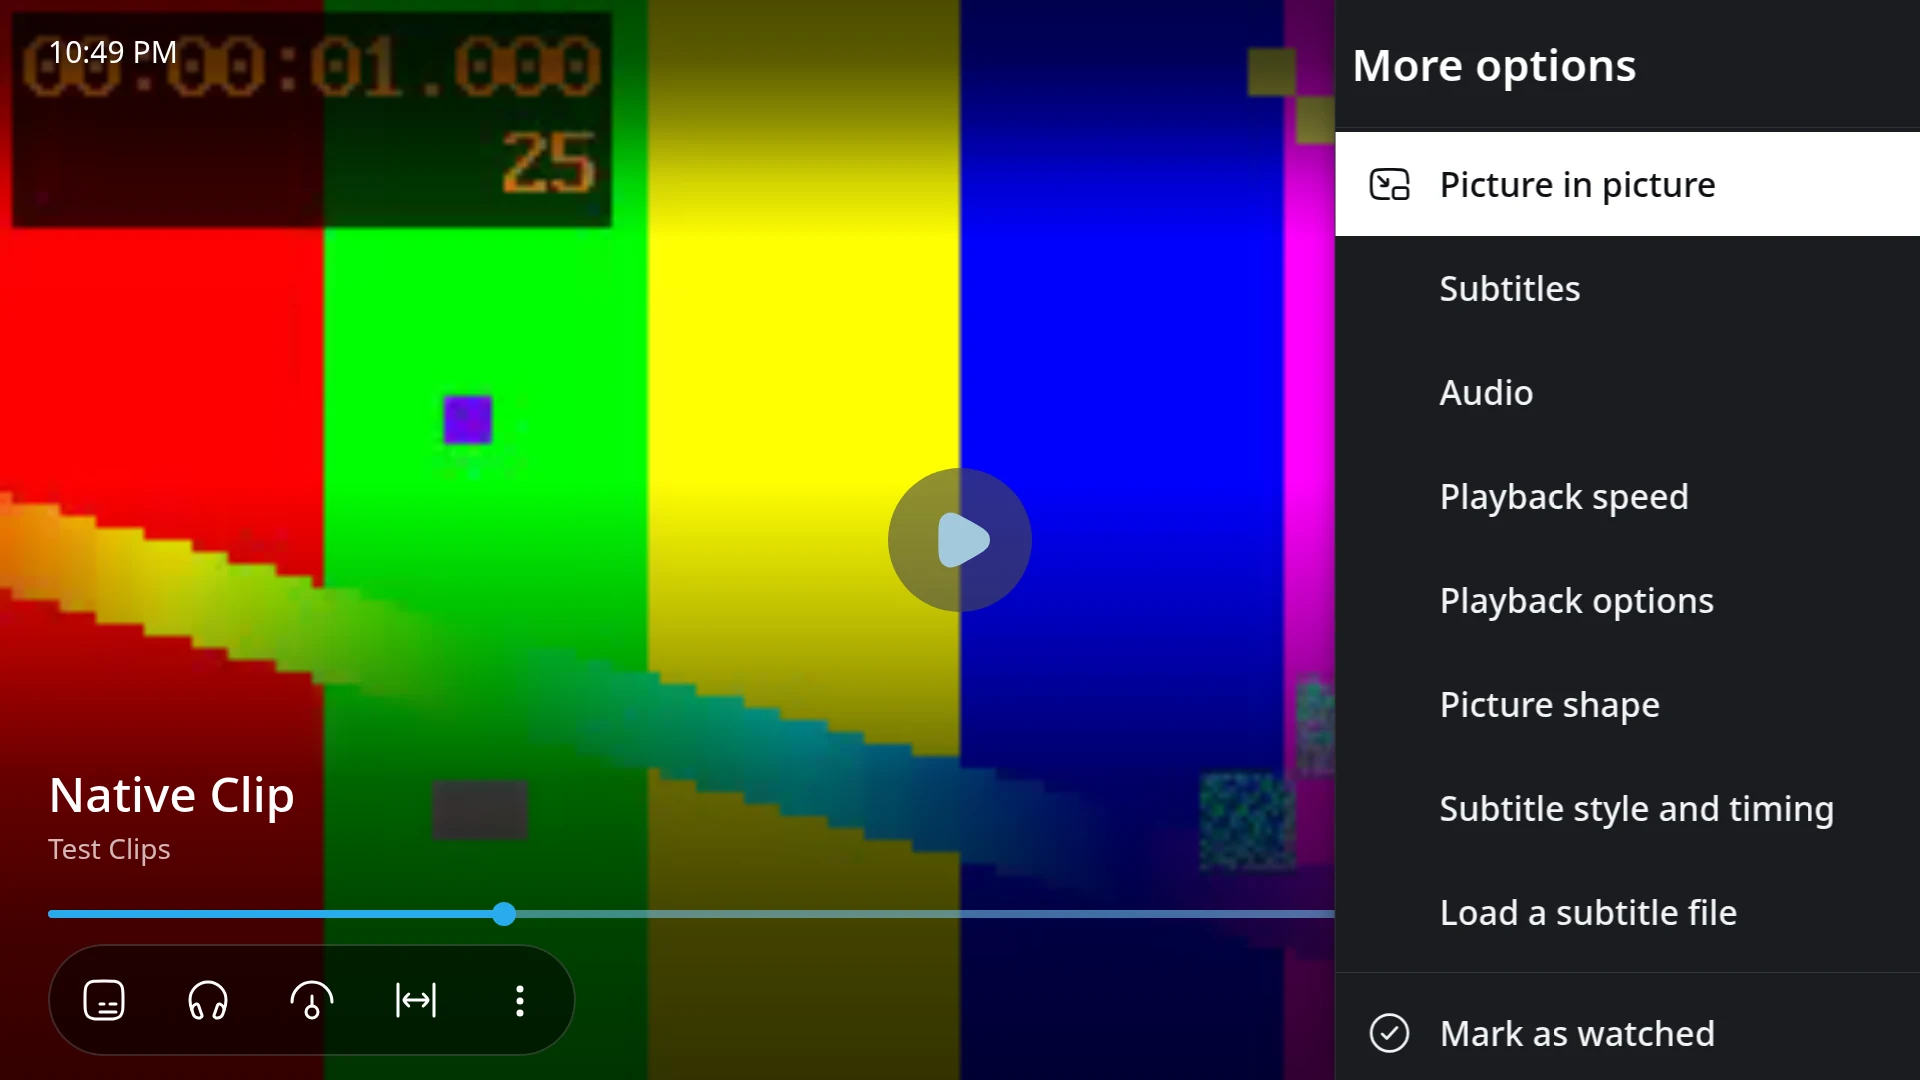 00:00:01.000
10:49 PM
25
More options
Picture in picture
Subtitles
Audio
Playback speed
Playback options
Picture shape
Subtitle style and timing
Load a subtitle file
Mark as watched
Native Clip
Test Clips